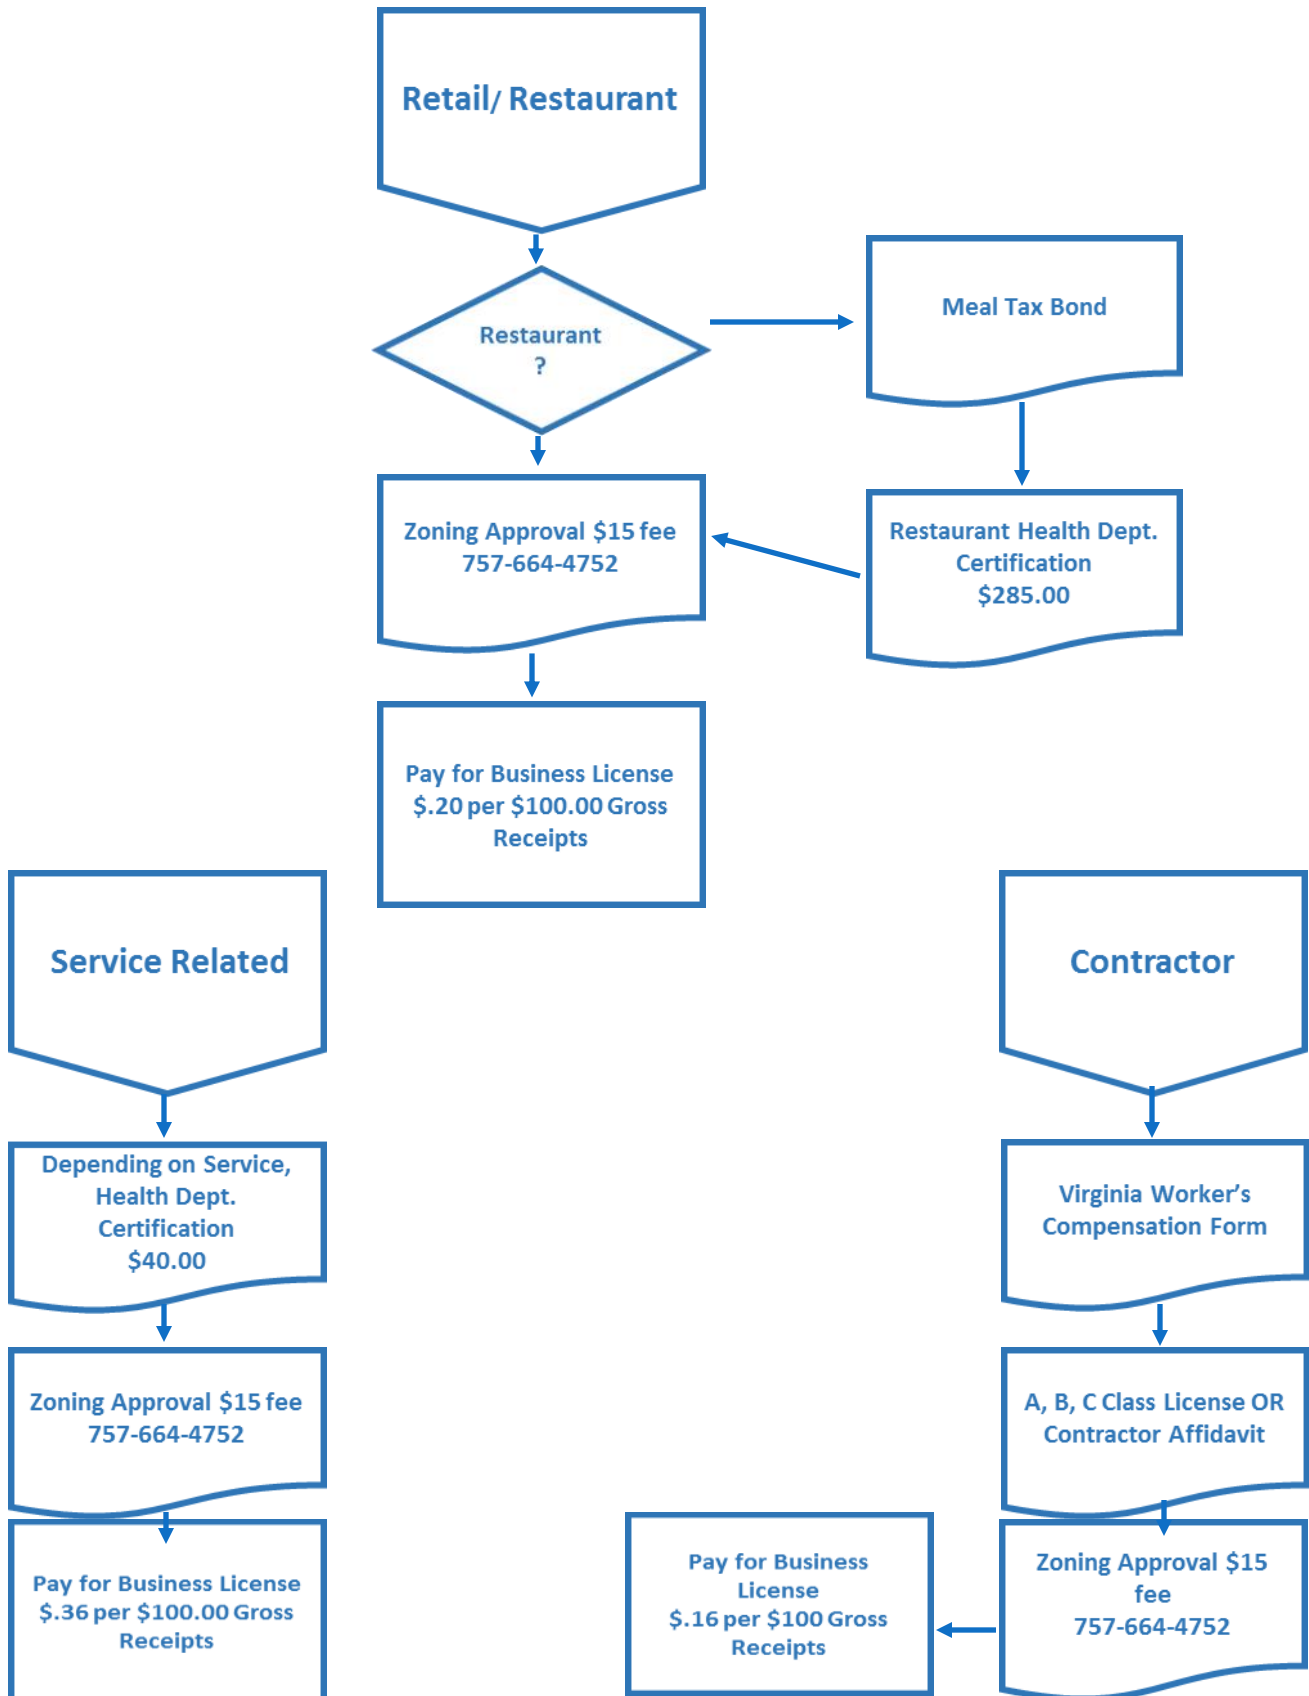 Retail/ Restaurant
Restaurant
?
Meal Tax Bond
Zoning Approval $15 fee
757-664-4752
Restaurant Health Dept.
Certification
$285.00
Pay for Business License
$.20 per $100.00 Gross
Receipts
Service Related
Depending on Service,
Health Dept.
Certification
$40.00
Zoning Approval $15 fee
757-664-4752
Pay for Business License
$.36 per $100.00 Gross
Receipts
Contractor
Virginia Worker’s
Compensation Form
A, B, C Class License OR
Contractor Affidavit
Zoning Approval $15
fee
757-664-4752
Pay for Business
License
$.16 per $100 Gross
Receipts